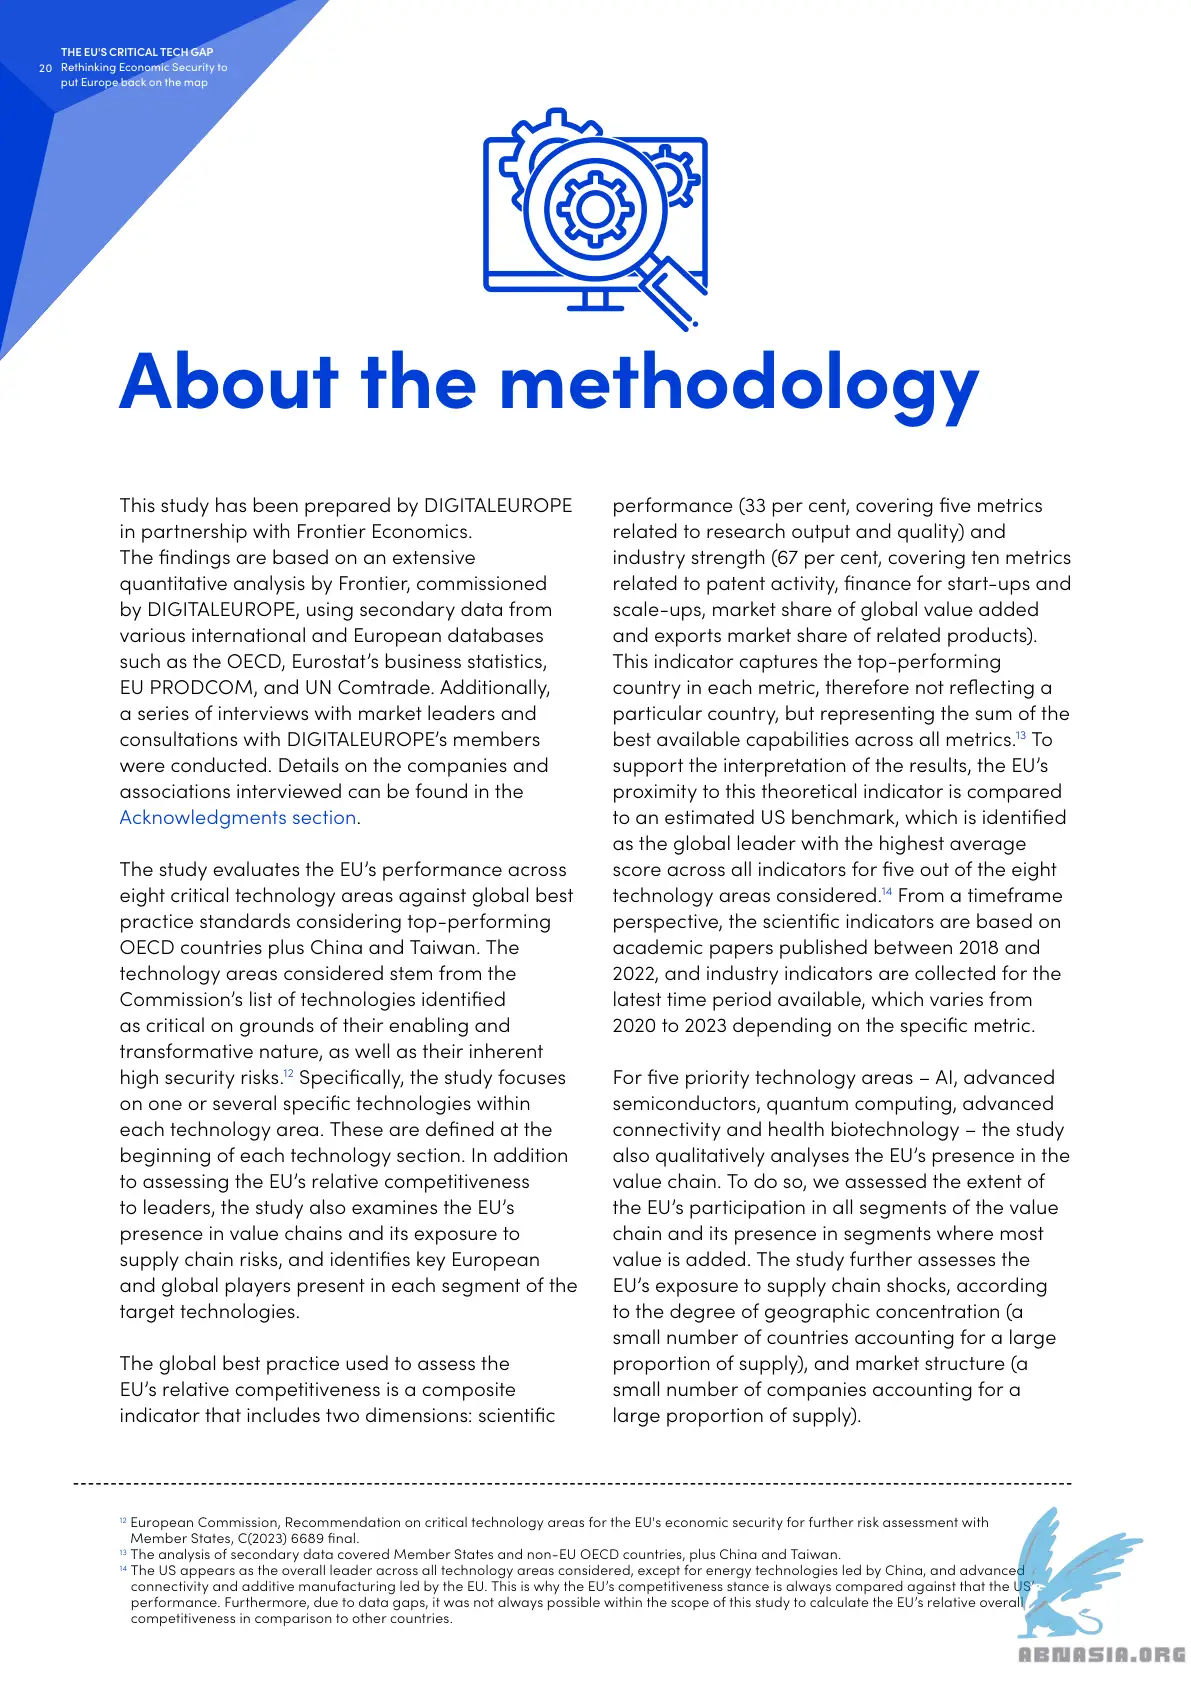 THE EU'S CRITICAL TECH GAP
20 Rethinking Economic Security to
put Europe back on the map
About the methodology
This study has been prepared by DIGITALEUROPE
in partnership with Frontier Economics.
The findings are based on an extensive
quantitative analysis by Frontier, commissioned
by DIGITALEUROPE, using secondary data from
various international and European databases
such as the OECD, Eurostat’s business statistics,
EU PRODCOM, and UN Comtrade. Additionally,
a series of interviews with market leaders and
consultations with DIGITALEUROPE’s members
were conducted. Details on the companies and
associations interviewed can be found in the
Acknowledgments section.
The study evaluates the EU’s performance across
eight critical technology areas against global best
practice standards considering top-performing
OECD countries plus China and Taiwan. The
technology areas considered stem from the
Commission’s list of technologies identified
as critical on grounds of their enabling and
transformative nature, as well as their inherent
high security risks.12 Specifically, the study focuses
on one or several specific technologies within
each technology area. These are defined at the
beginning of each technology section. In addition
to assessing the EU’s relative competitiveness
to leaders, the study also examines the EU’s
presence in value chains and its exposure to
supply chain risks, and identifies key European
and global players present in each segment of the
target technologies.
The global best practice used to assess the
EU’s relative competitiveness is a composite
indicator that includes two dimensions: scientific
performance (33 per cent, covering five metrics
related to research output and quality) and
industry strength (67 per cent, covering ten metrics
related to patent activity, finance for start-ups and
scale-ups, market share of global value added
and exports market share of related products).
This indicator captures the top-performing
country in each metric, therefore not reflecting a
particular country, but representing the sum of the
best available capabilities across all metrics.13 To
support the interpretation of the results, the EU’s
proximity to this theoretical indicator is compared
to an estimated US benchmark, which is identified
as the global leader with the highest average
score across all indicators for five out of the eight
technology areas considered.14 From a timeframe
perspective, the scientific indicators are based on
academic papers published between 2018 and
2022, and industry indicators are collected for the
latest time period available, which varies from
2020 to 2023 depending on the specific metric.
For five priority technology areas – AI, advanced
semiconductors, quantum computing, advanced
connectivity and health biotechnology – the study
also qualitatively analyses the EU’s presence in the
value chain. To do so, we assessed the extent of
the EU’s participation in all segments of the value
chain and its presence in segments where most
value is added. The study further assesses the
EU’s exposure to supply chain shocks, according
to the degree of geographic concentration (a
small number of countries accounting for a large
proportion of supply), and market structure (a
small number of companies accounting for a
large proportion of supply).
12 European Commission, Recommendation on critical technology areas for the EU's economic security for further risk assessment with
Member States, C(2023) 6689 final.
13 The analysis of secondary data covered Member States and non-EU OECD countries, plus China and Taiwan.
14 The US appears as the overall leader across all technology areas considered, except for energy technologies led by China, and advanced
connectivity and additive manufacturing led by the EU. This is why the EU’s competitiveness stance is always compared against that the US’
performance. Furthermore, due to data gaps, it was not always possible within the scope of this study to calculate the EU’s relative overall
competitiveness in comparison to other countries.
ABNASIA.ORG